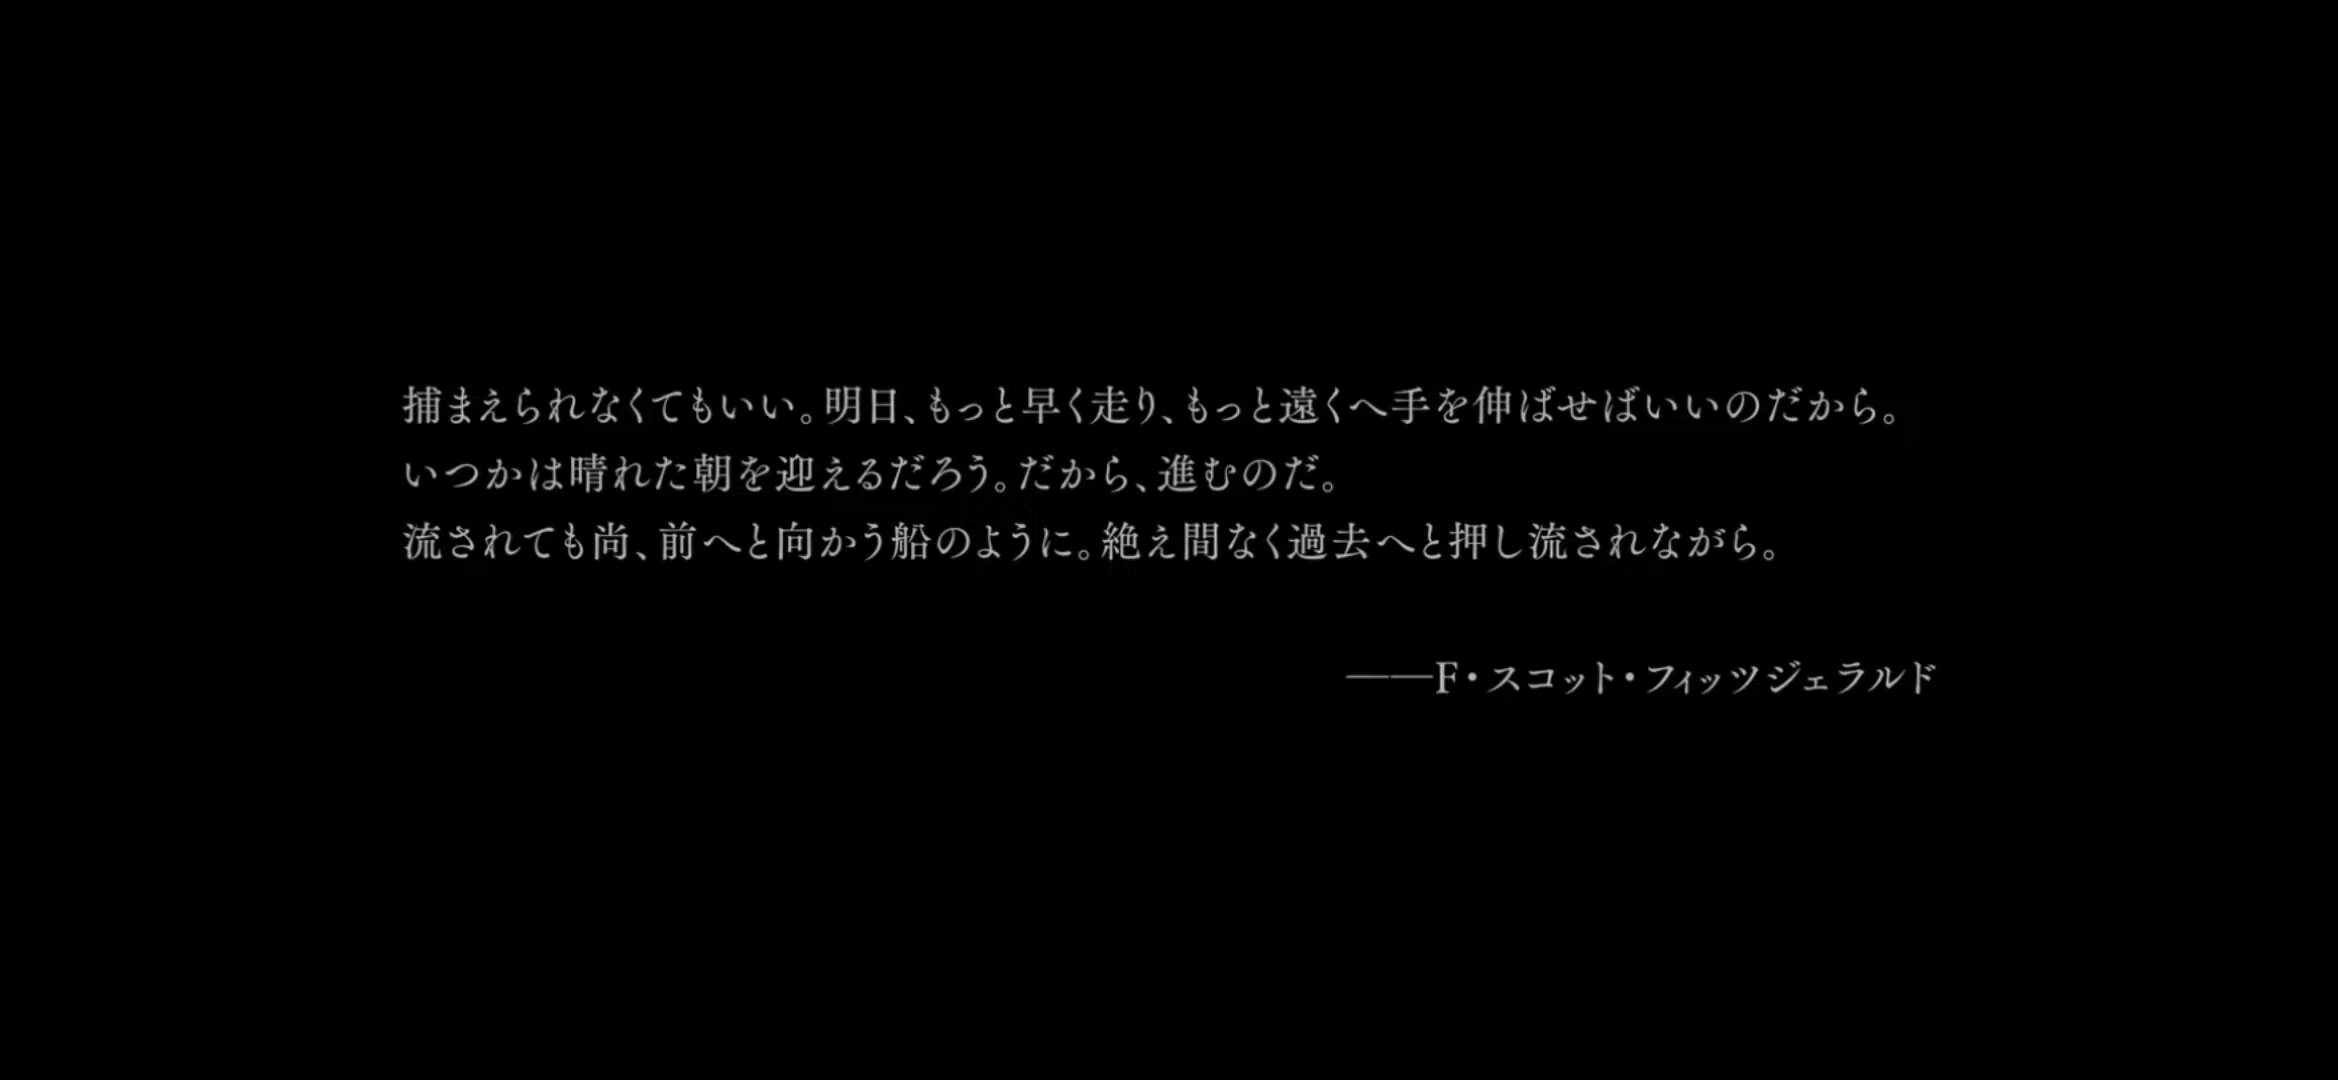 捕まえられなくてもいい。明日、もっと早く走り、もっと遠くへ手を伸ばせばいいのだから。
いつかは晴れた朝を迎えるだろう。だから、進むのだ。
流されても尚、前へと向かう船のように。絶え間なく過去へと押し流されながら。
――F・スコット・フィッツジェラルド